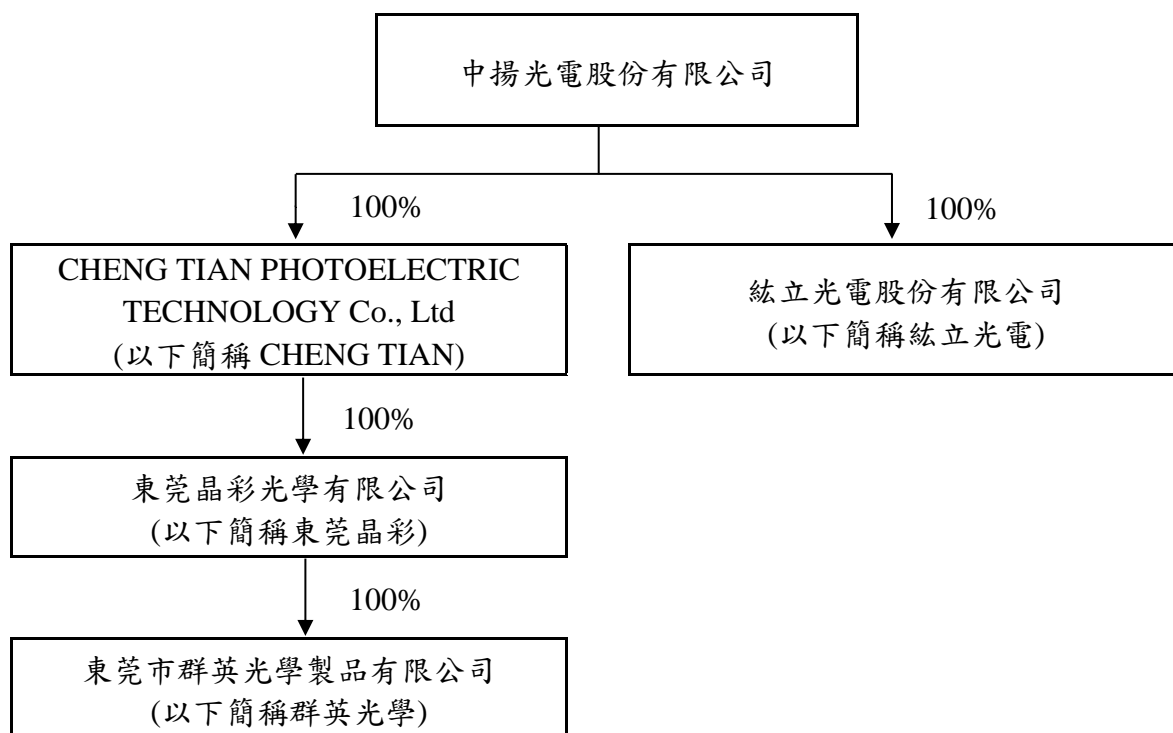 中揚光電股份有限公司
100%
100%
CHENG TIAN PHOTOELECTRIC
TECHNOLOGY Co., Ltd
(以下簡稱 CHENG TIAN)
紘立光電股份有限公司
(以下簡稱紘立光電)
100%
東莞晶彩光學有限公司
(以下簡稱東莞晶彩)
100%
東莞市群英光學製品有限公司
(以下簡稱群英光學)